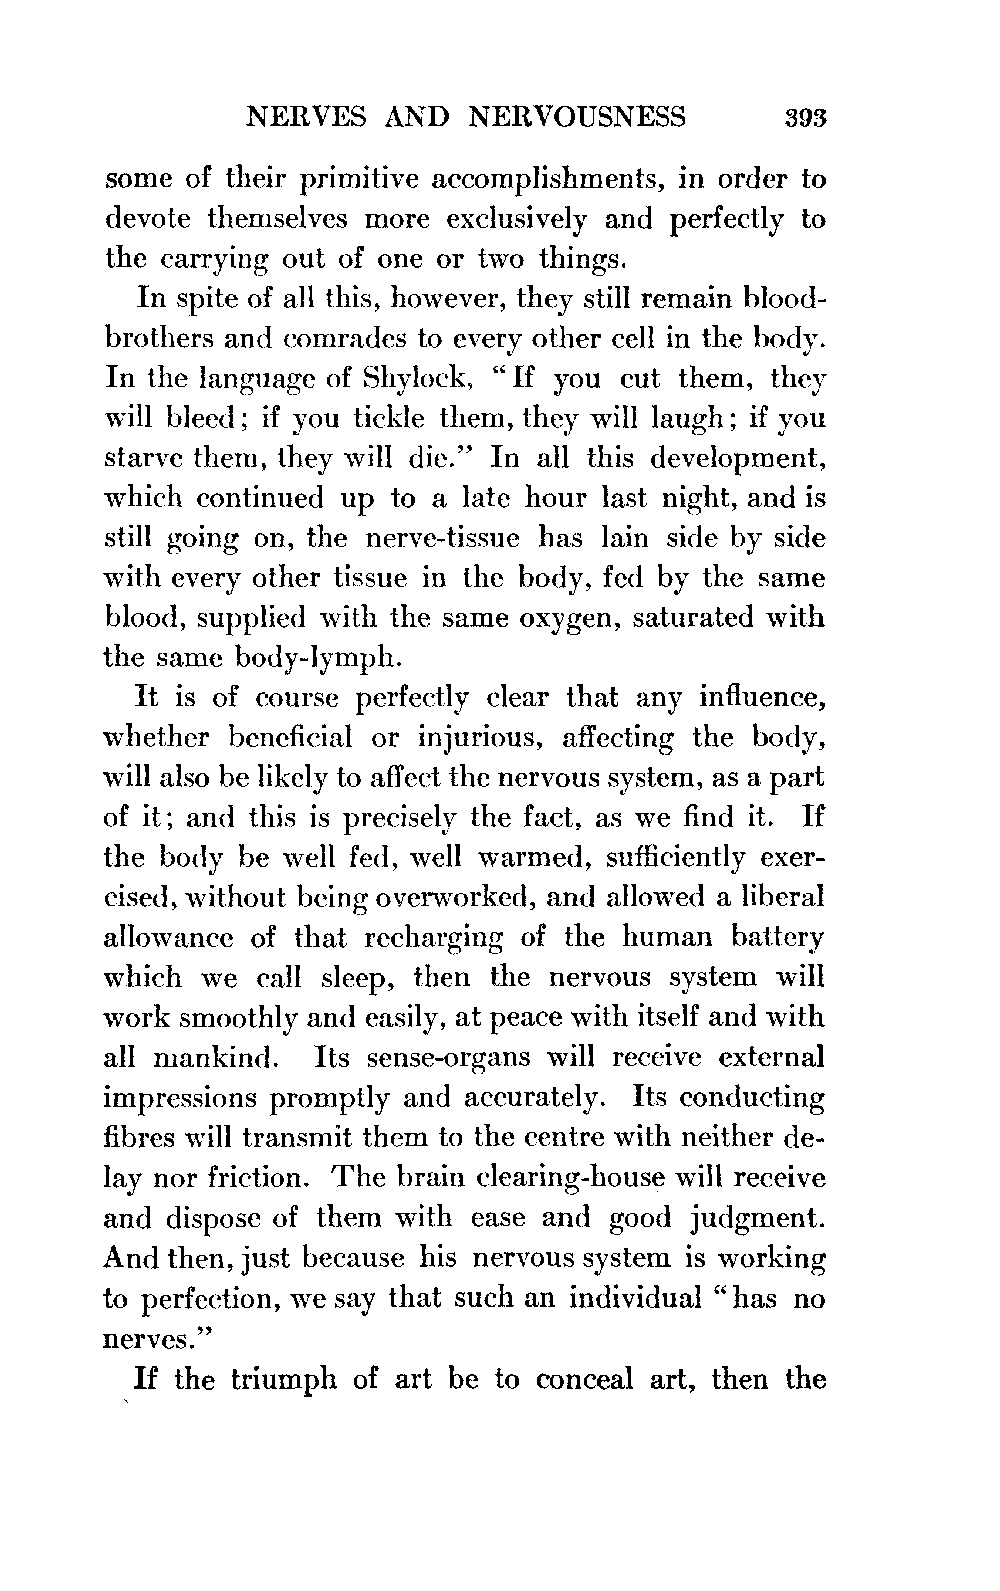 NERVES AND NERVOUSNESS 393
some of their primitive accomplishments, in order to
devote themselves more exclusively and perfectly to
the carrying out of one or two things.
In spite of all this, however, they still remain blood-
brothers and comrades to every other cell in the body.
In the language of Shylock, “If you cut them, they
will bleed; if you tickle them, they will laugh; if you
starve them, they will die.” In all this development,
which continued up to a late hour last night, and is
still going on, the nerve-tissue has lain side by side
with every other tissue in the body, fed by the same
blood, supplied with the same oxygen, saturated with
the same body-lymph.
It is of course perfectly clear that any influence,
whether beneficial or injurious, affecting the body,
will also be likely to affect the nervous system, as a part
of it; and this is precisely the fact, as we find it. If
the body be well fed, well warmed, sufficiently exer-
cised, without being overworked, and allowed a liberal
allowance of that recharging of the human battery
which we call sleep, then the nervous system will
work smoothly and easily, at peace with itself and with
all mankind. Its sense-organs will receive external
impressions promptly and accurately. Its conducting
fibres will transmit them to the centre with neither de-
lay nor friction. The brain clearing-house will receive
and dispose of them with ease and good judgment.
And then, just because his nervous system is working
to perfection, we say that such an individual “has no
nerves.”
If the triumph of art be to conceal art, then the